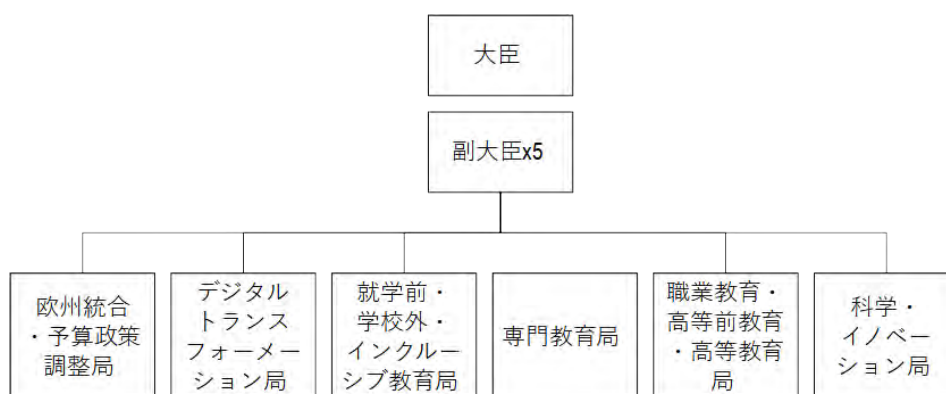 大臣
副大臣x5
欧州統合
・予算政策
調整局
デジタル
トランス
フォーメー
ション局
就学前・
学校外・
インクルー
シブ教育局
専門教育局
職業教育・
高等前教育
・高等教育
局
科学・
イノベー
ション局